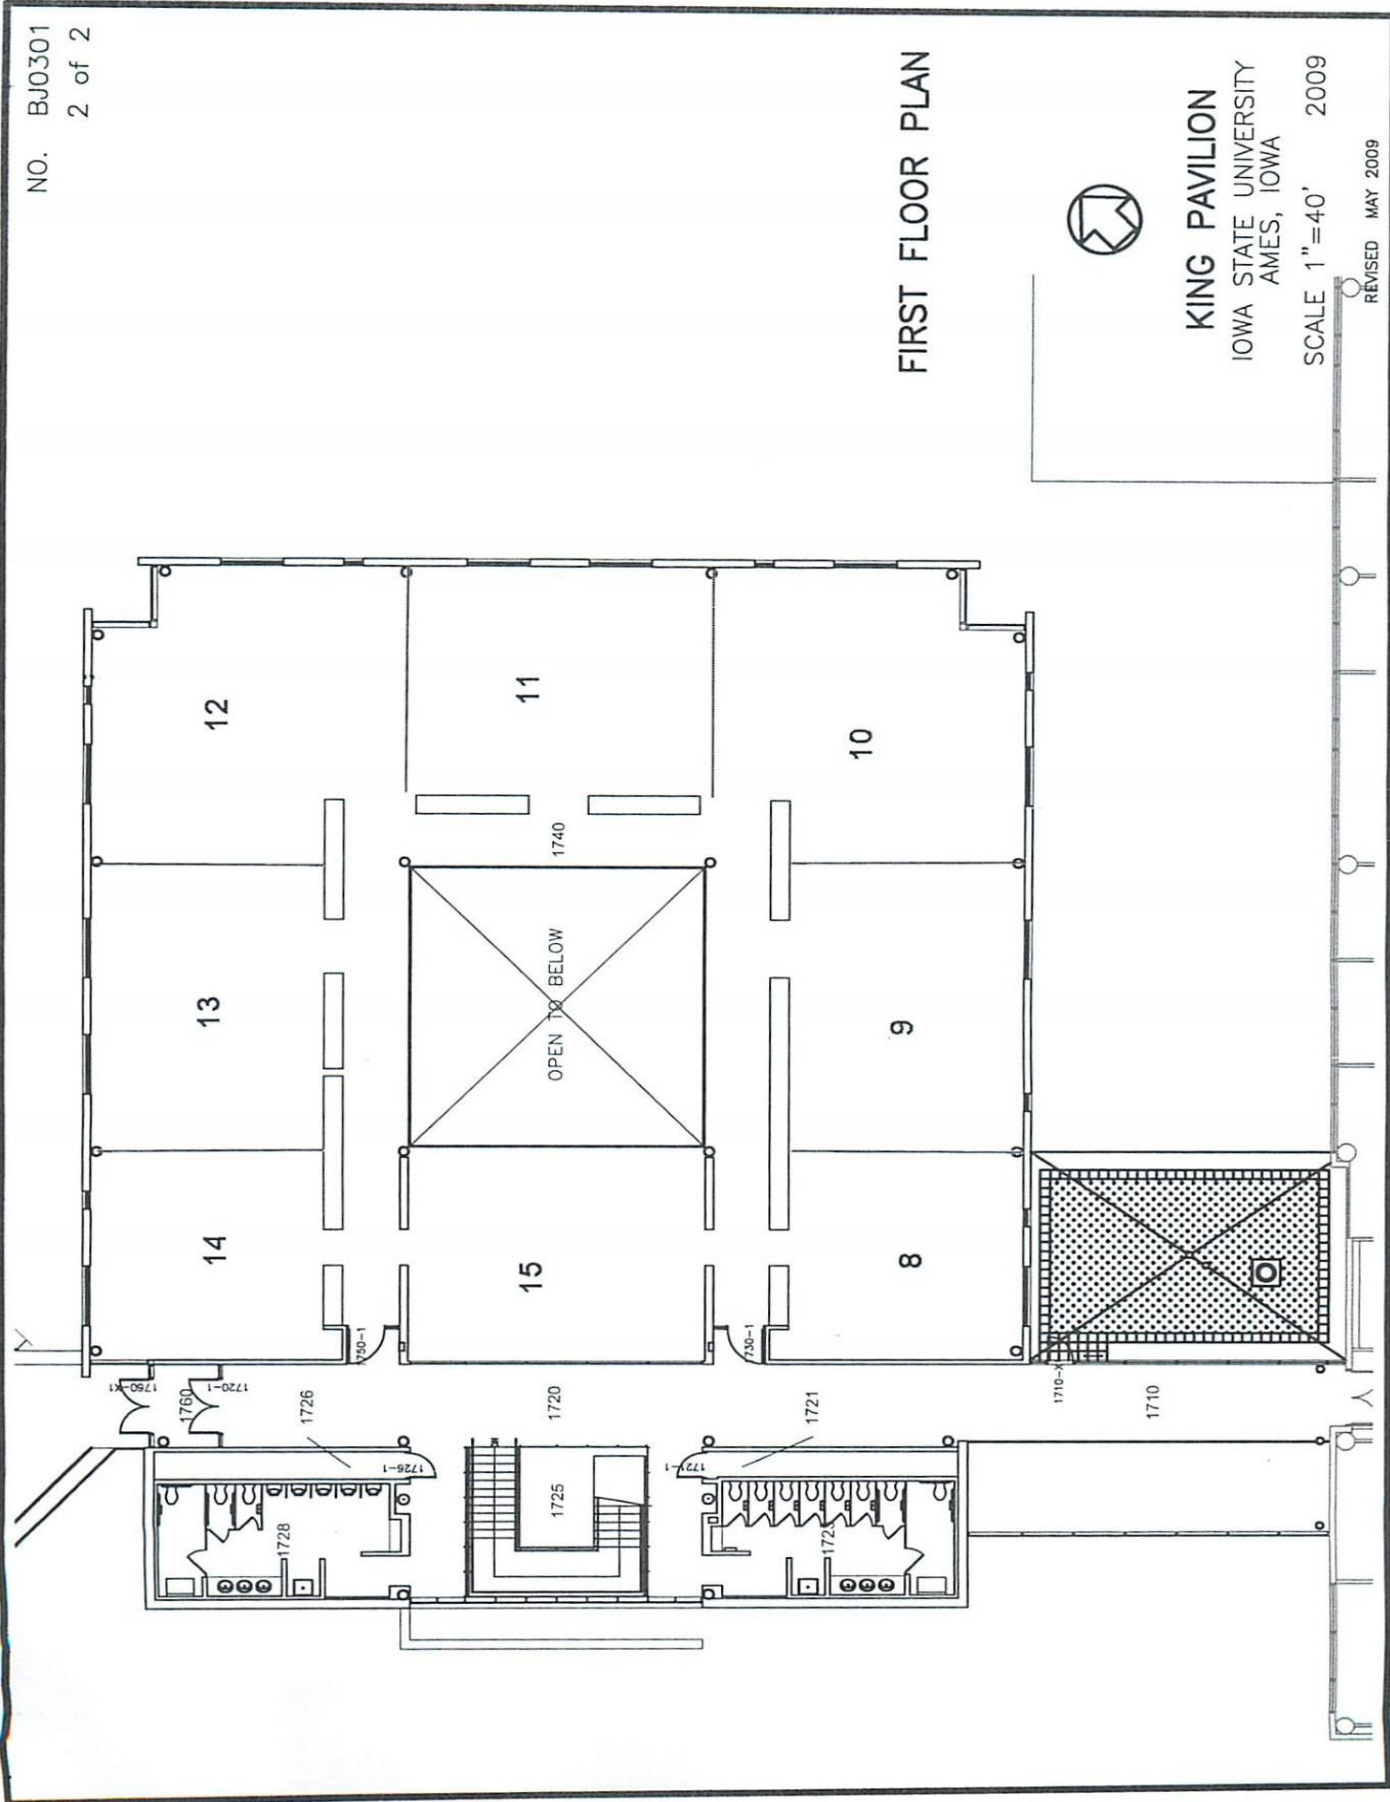 NO. BJ0301
2 of 2
12
11
10
13
9
14
15
8
1740
OPEN TO BELOW
1750-1
1730-1
1760-X1
1760
1720-1
1726
1720
1721
1710-X1
1710
1726-1
1725
1721-1
1728
FIRST FLOOR PLAN
KING PAVILION
IOWA STATE UNIVERSITY
AMES, IOWA
SCALE 1"=40' 2009
REVISED MAY 2009